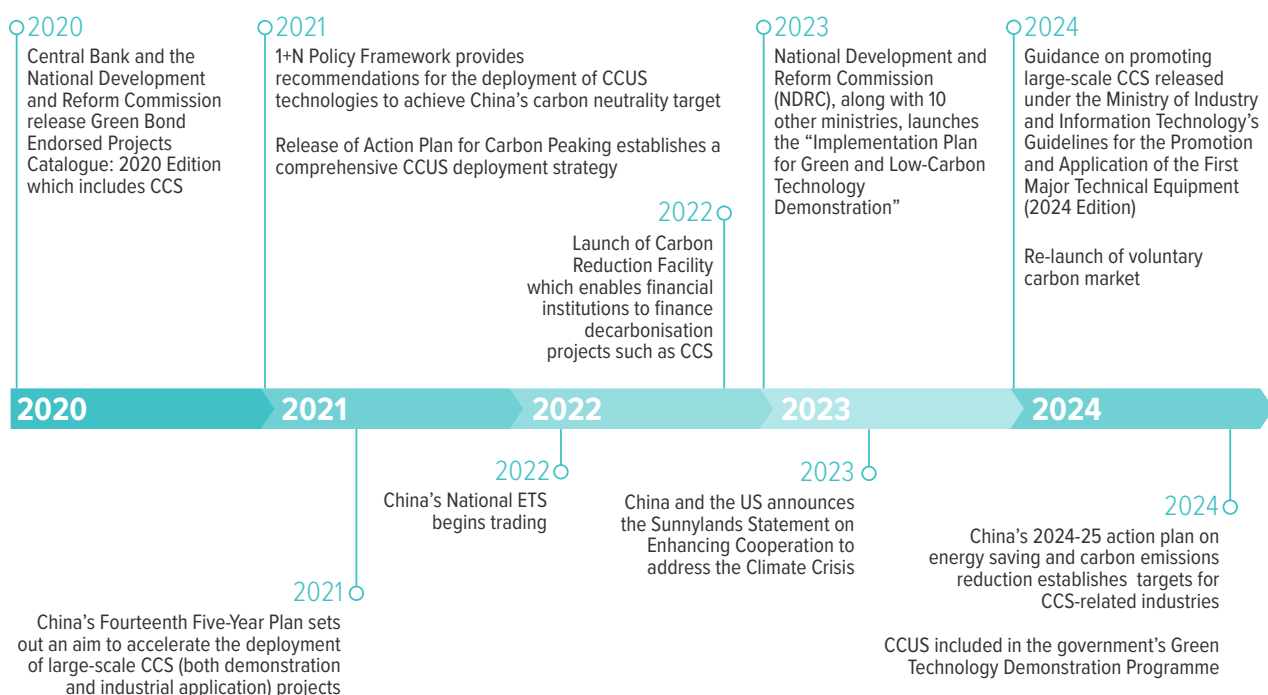 2020
Central Bank and the
National Development
and Reform Commission
release Green Bond
Endorsed Projects
Catalogue: 2020 Edition
which includes CCS
2021
1+N Policy Framework provides
recommendations for the deployment of CCUS
technologies to achieve China's carbon neutrality target
Release of Action Plan for Carbon Peaking establishes a
comprehensive CCUS deployment strategy
2022
Launch of Carbon
Reduction Facility
which enables financial
institutions to finance
decarbonisation
projects such as CCS
2023
National Development and
Reform Commission
(NDRC), along with 10
other ministries, launches
the “Implementation Plan
for Green and Low-Carbon
Technology
Demonstration”
2024
Guidance on promoting
large-scale CCS released
under the Ministry of Industry
and Information Technology's
Guidelines for the Promotion
and Application of the First
Major Technical Equipment
(2024 Edition)
Re-launch of voluntary
carbon market
2020 2021 2022 2023 2024
2021
China's Fourteenth Five-Year Plan sets
out an aim to accelerate the deployment
of large-scale CCS (both demonstration
and industrial application) projects
2022
China's National ETS
begins trading
2023
China and the US announces
the Sunnylands Statement on
Enhancing Cooperation to
address the Climate Crisis
2024
China's 2024-25 action plan on
energy saving and carbon emissions
reduction establishes targets for
CCS-related industries
CCUS included in the government's Green
Technology Demonstration Programme